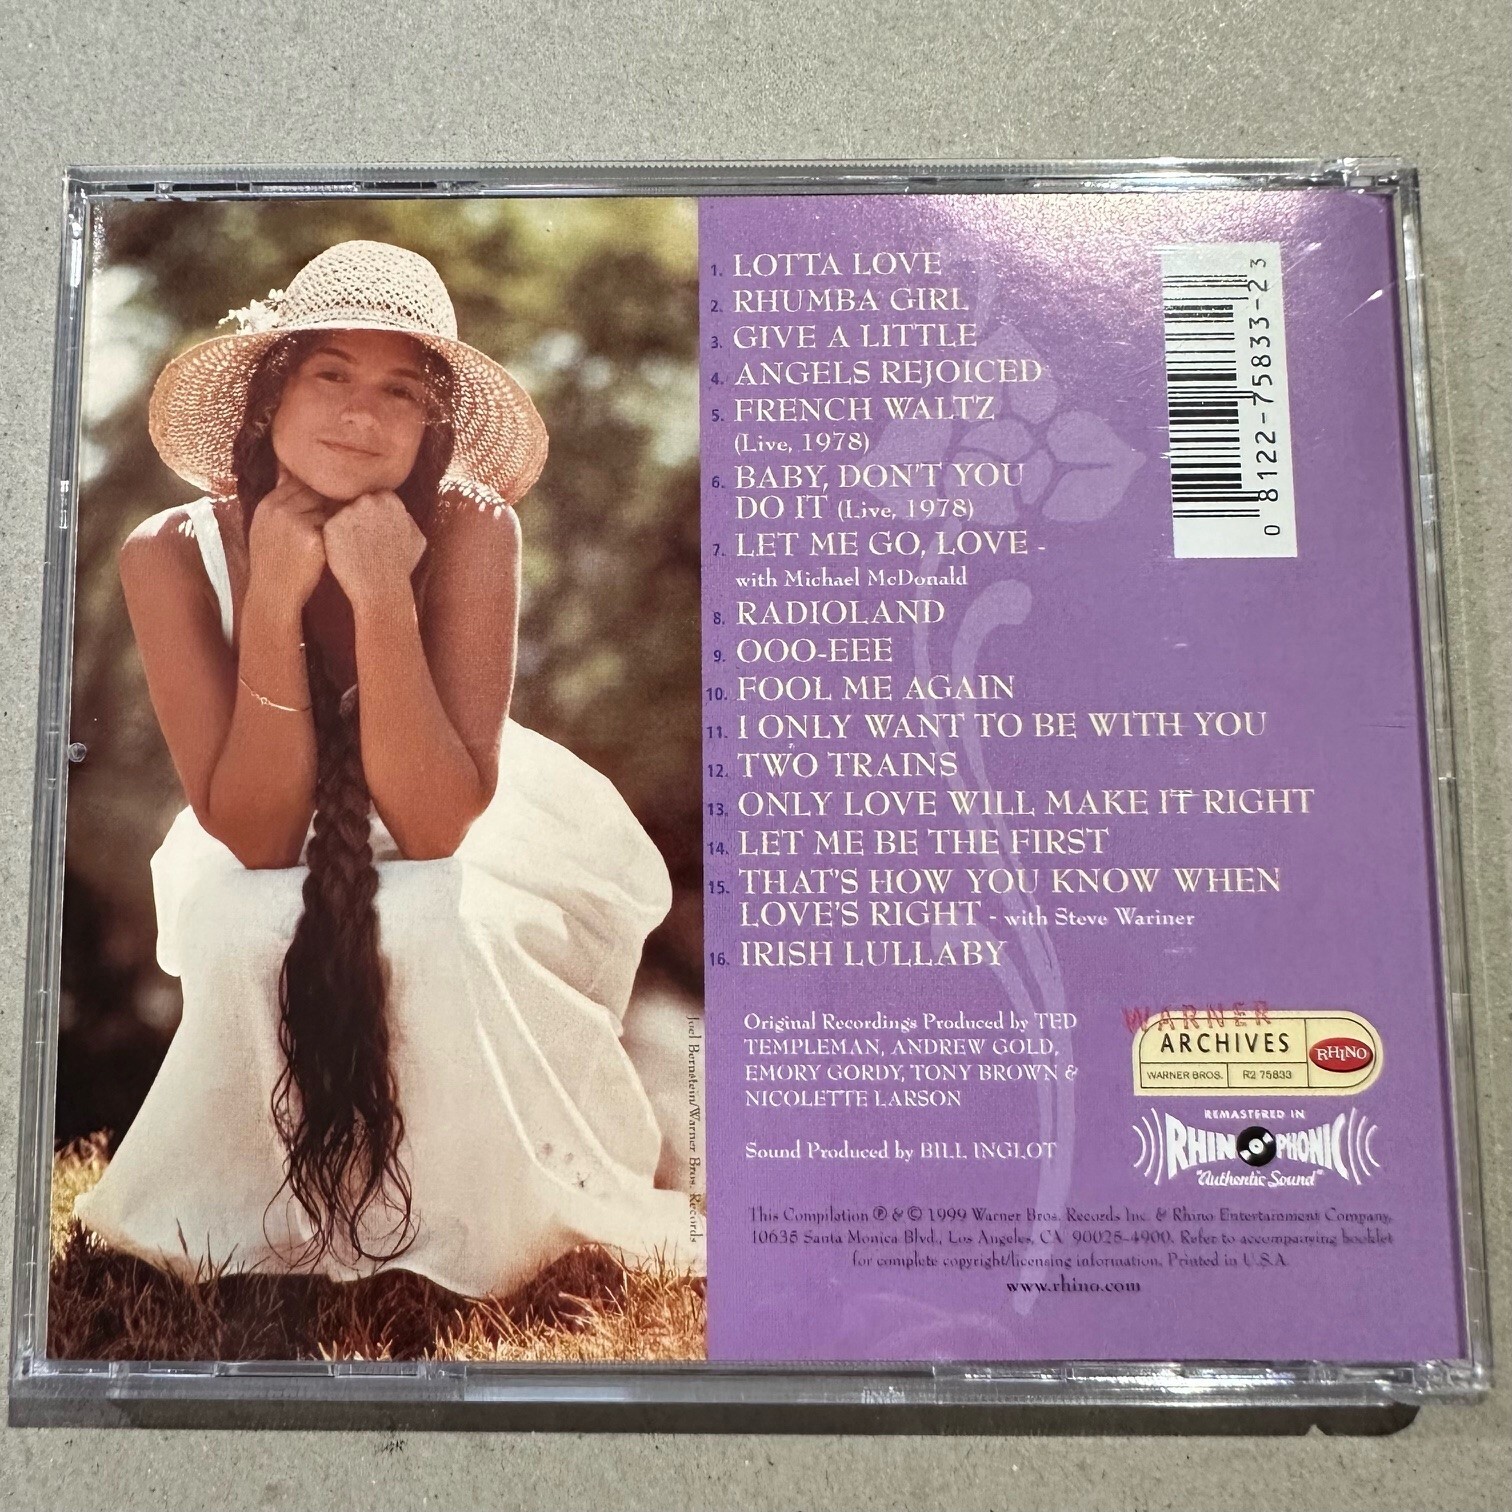 1. LOTTA LOVE
2. RHUMBA GIRL
3. GIVE A LITTLE
4. ANGELS REJOICED
5. FRENCH WALTZ
(Live, 1978)
6. BABY, DON'T YOU
DO IT (Live, 1978)
7. LET ME GO, LOVE -
with Michael McDonald
8. RADIOLAND
9. OOO-EEE
10. FOOL ME AGAIN
11. I ONLY WANT TO BE WITH YOU
12. TWO TRAINS
13. ONLY LOVE WILL MAKE IT RIGHT
14. LET ME BE THE FIRST
15. THAT'S HOW YOU KNOW WHEN
LOVE'S RIGHT - with Steve Wariner
16. IRISH LULLABY
0 8122-75833-2 3
Original Recordings Produced by TED
TEMPLEMAN, ANDREW GOLD,
EMORY GORDY, TONY BROWN &
NICOLETTE LARSON
Sound Produced by BILL INGLOT
WARNER
ARCHIVES
RHINO
WARNER BROS. R2 75833
REMASTERED IN
RHINOPHONIC
"Authentic Sound"
Joel Bernstein/Warner Bros. Records
This Compilation ℗ & © 1999 Warner Bros. Records Inc. & Rhino Entertainment Company,
10635 Santa Monica Blvd., Los Angeles, CA 90025-4900. Refer to accompanying booklet
for complete copyright/licensing information. Printed in U.S.A.
www.rhino.com